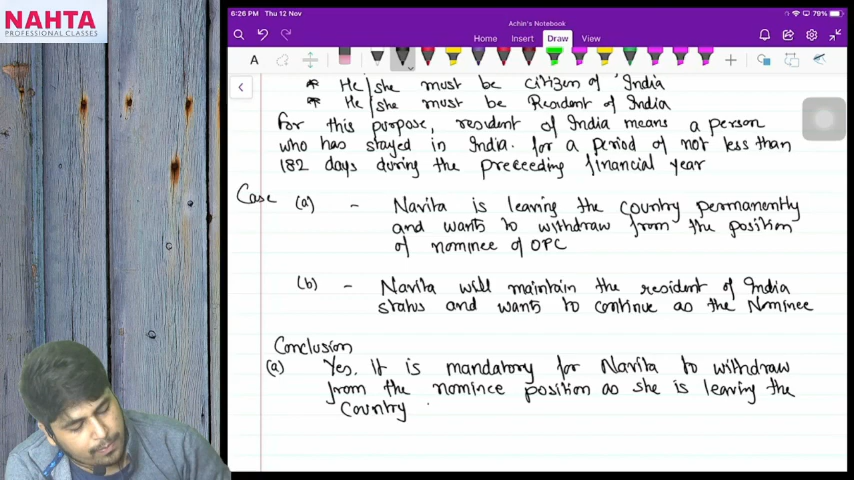 NAHTA
PROFESSIONAL CLASSES
6:26 PM Thu 12 Nov
79%
Achin's Notebook
Home Insert Draw View
A
* He/she must be citizen of India
* He/she must be Resident of India
For this purpose, resident of India means a person
who has stayed in India. for a period of not less than
182 days during the preceeding financial year
Case (a) - Navita is leaving the country permanently
and wants to withdraw from the position
of nominee of OPC
(b) - Navita will maintain the resident of India
status and wants to continue as the Nominee
Conclusion
(a) Yes. It is mandatory for Navita to withdraw
from the nominee position as she is leaving the
Country